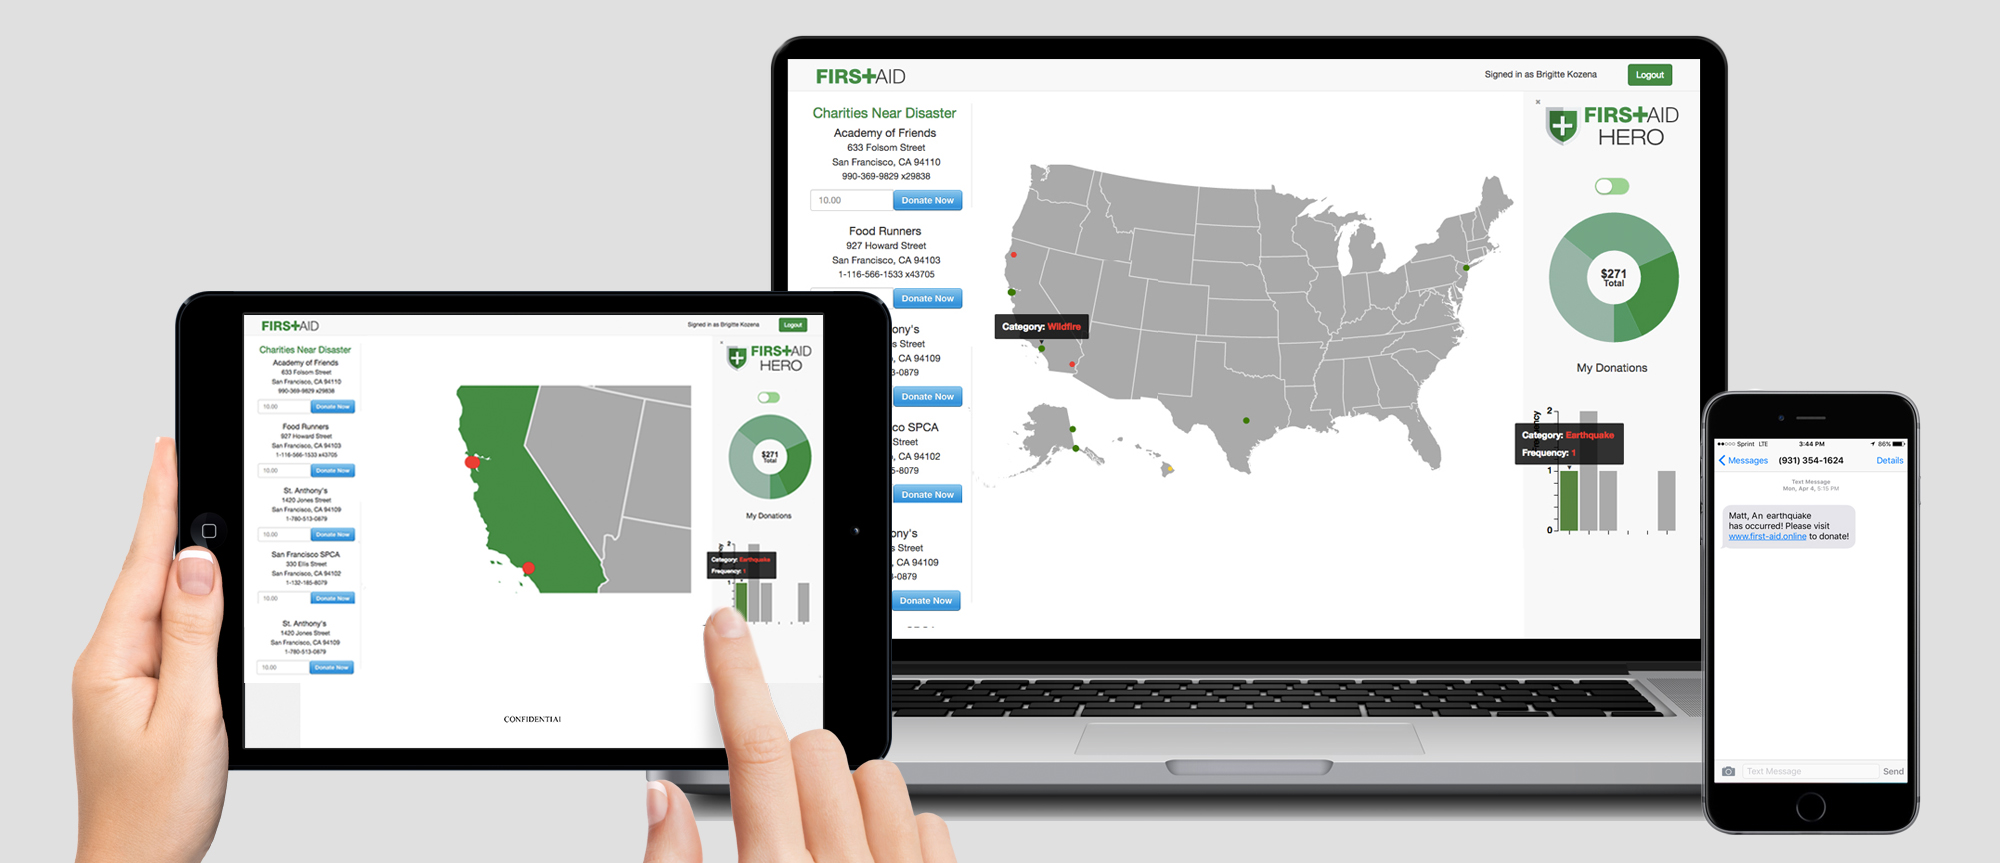 FIRST AID
Signed in as Brigitte Kozena
Logout
Charities Near Disaster
Academy of Friends
633 Folsom Street
San Francisco, CA 94110
990-369-9829 x29838
10.00
Donate Now
Food Runners
927 Howard Street
San Francisco, CA 94103
1-116-566-1533 x43705
Donate Now
ony's
s Street
, CA 94109
3-0879
Donate Now
co SPCA
Street
, CA 94102
5-8079
Donate Now
ony's
s Street
, CA 94109
-0879
Donate Now
Category: Wildfire
FIRST AID
HERO
$271
Total
My Donations
2
1
0
Category: Earthquake
Frequency: 1
FIRST AID
Signed in as Brigitte Kozena
Logout
Charities Near Disaster
Academy of Friends
633 Folsom Street
San Francisco, CA 94110
990-369-9829 x29838
10.00
Donate Now
Food Runners
927 Howard Street
San Francisco, CA 94103
1-116-566-1533 x43705
10.00
Donate Now
St. Anthony's
1420 Jones Street
San Francisco, CA 94109
1-780-513-0879
10.00
Donate Now
San Francisco SPCA
330 Ellis Street
San Francisco, CA 94102
1-132-185-8079
10.00
Donate Now
St. Anthony's
1420 Jones Street
San Francisco, CA 94109
1-780-513-0879
10.00
Donate Now
FIRST AID
HERO
$271
Total
My Donations
2
1
Category: Earthquake
Frequency: 1
CONFIDENTIAL
Sprint LTE
3:44 PM
86%
Messages
(931) 354-1624
Details
Text Message
Mon, Apr 4, 5:15 PM
Matt, An earthquake
has occurred! Please visit
www.first-aid.online to donate!
Text Message
Send